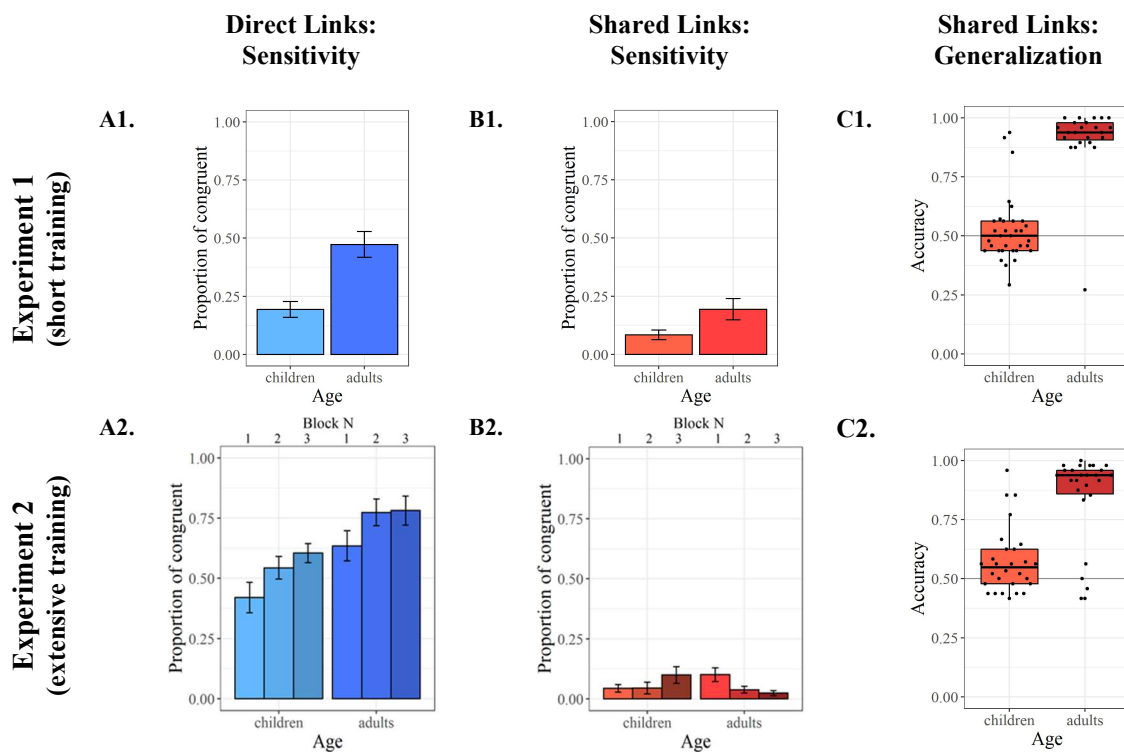 Direct Links:
Sensitivity
Shared Links:
Sensitivity
Shared Links:
Generalization
Experiment 1
(short training)
A1.
Proportion of congruent
1.00
0.75
0.50
0.25
0.00
children
adults
Age
B1.
Proportion of congruent
1.00
0.75
0.50
0.25
0.00
children
adults
Age
C1.
Accuracy
1.00
0.75
0.50
0.25
0.00
children
adults
Age
Experiment 2
(extensive training)
A2.
Block N
1 2 3 1 2 3
Proportion of congruent
1.00
0.75
0.50
0.25
0.00
children
adults
Age
B2.
Block N
1 2 3 1 2 3
Proportion of congruent
1.00
0.75
0.50
0.25
0.00
children
adults
Age
C2.
Accuracy
1.00
0.75
0.50
0.25
0.00
children
adults
Age